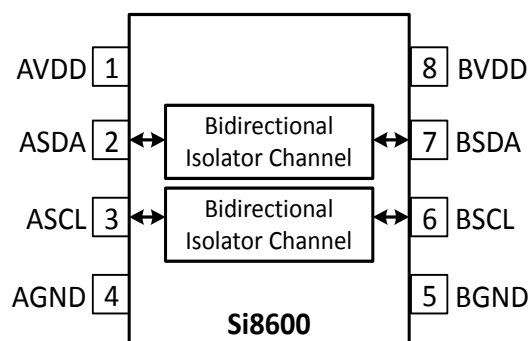 AVDD 1 8 BVDD
ASDA 2 Bidirectional Isolator Channel 7 BSDA
ASCL 3 Bidirectional Isolator Channel 6 BSCL
AGND 4 5 BGND
Si8600